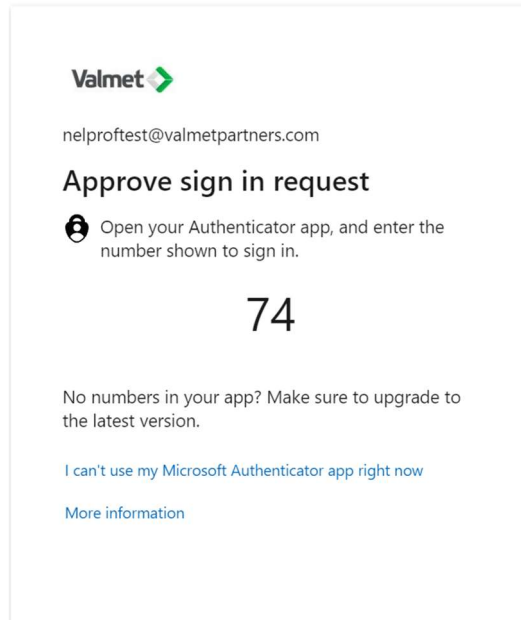 Valmet
nelproftest@valmetpartners.com
Approve sign in request
Open your Authenticator app, and enter the
number shown to sign in.
74
No numbers in your app? Make sure to upgrade to
the latest version.
I can't use my Microsoft Authenticator app right now
More information